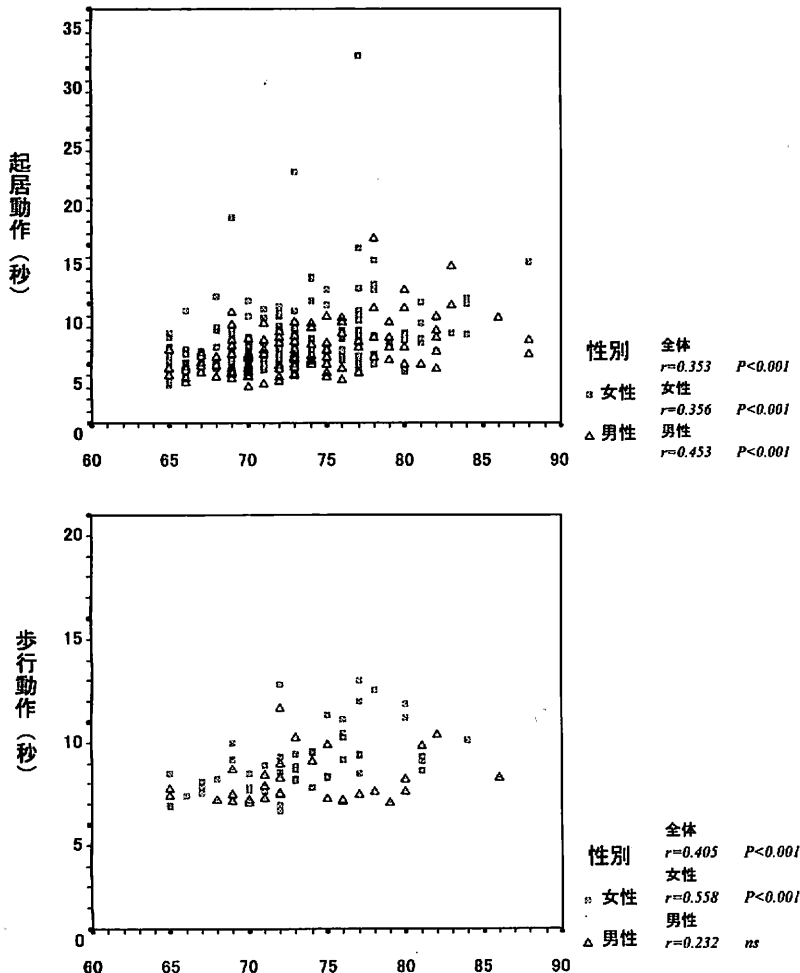 35
30
25
20
15
10
5
0
起居動作（秒）
60 65 70 75 80 85 90
性別 全体
r=0.353 P<0.001
女性 女性
r=0.356 P<0.001
男性 男性
r=0.453 P<0.001
20
15
10
5
0
歩行動作（秒）
60 65 70 75 80 85 90
全体
性別 r=0.405 P<0.001
女性
女性 r=0.558 P<0.001
男性
男性 r=0.232 ns